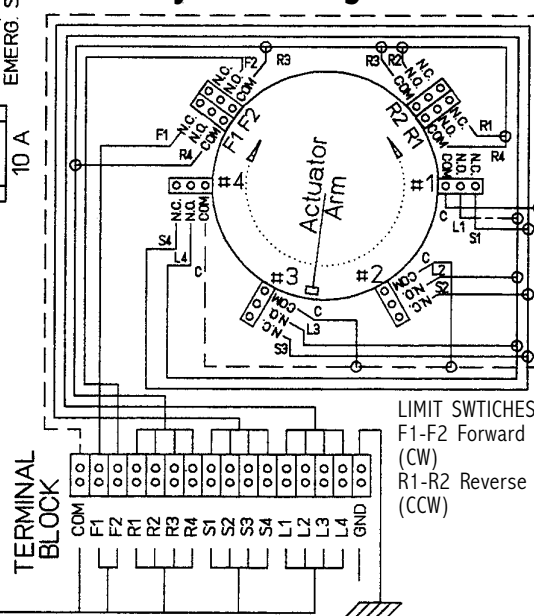 EMERG. S
10 A
JF2
R3
R3
R2
N.C.
N.O.
COM
N.C.
N.O.
COM
F1
R4
F1 F2
N.C.
N.O.
COM
N.C.
N.O.
COM
R2 R1
R1
R4
Actuator
Arm
#4
N.C.
N.O.
COM
S4
L4
C
#1
COM
N.O.
N.C.
C
L1
S1
#3
COM
N.O.
N.C.
C
L3
S3
#2
COM
N.O.
N.C.
C
L2
S2
LIMIT SWTICHES
F1-F2 Forward
(CW)
R1-R2 Reverse
(CCW)
TERMINAL
BLOCK
COM
F1
F2
R1
R2
R3
R4
S1
S2
S3
S4
L1
L2
L3
L4
GND